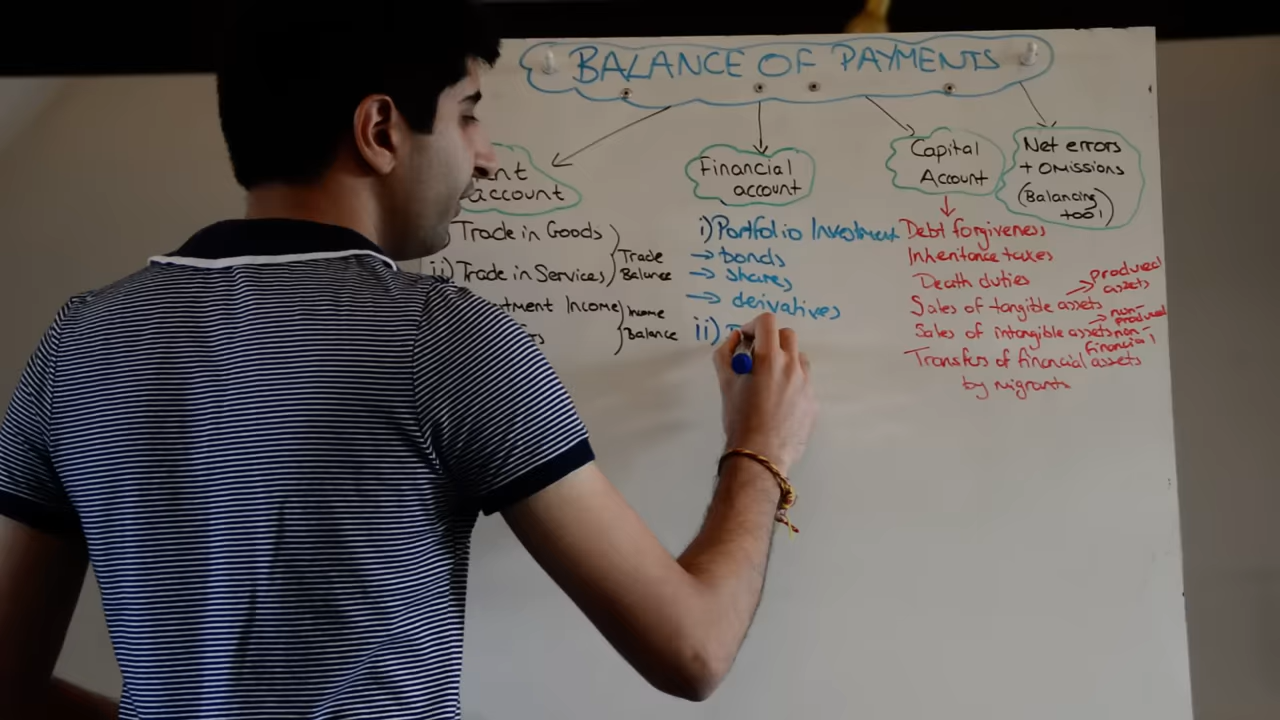 BALANCE OF PAYMENTS
account
Trade in Goods
ii) Trade in Services
Trade
Balance
Income
Income
Balance
Financial
account
i) Portfolio Investment
→ bonds
→ shares
→ derivatives
ii)
Capital
Account
Debt forgiveness
Inheritance taxes
Death duties
Sales of tangible assets
→ produced
assets
Sales of intangible assets
→ non-
produced
non-
financial
Transfers of financial assets
by migrants
Net errors
+ Omissions
(Balancing
tool)